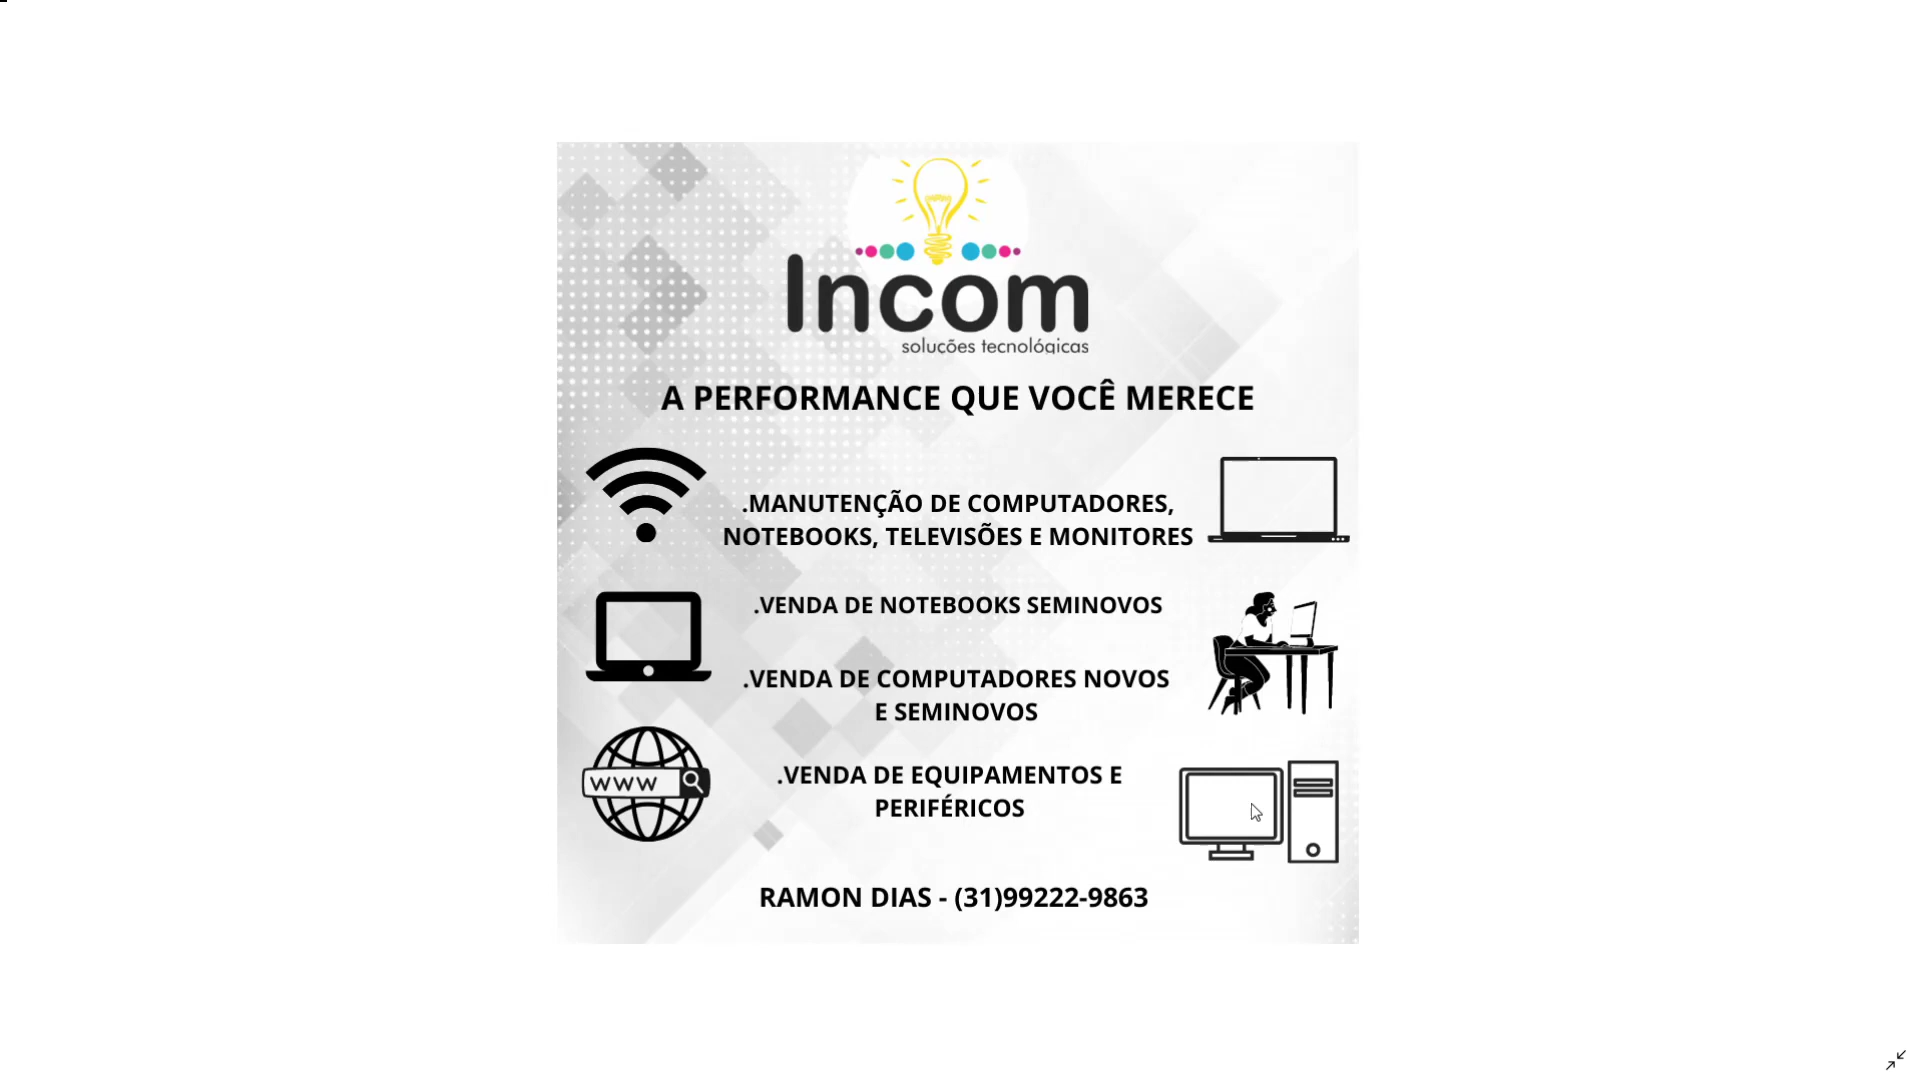 Incom
soluções tecnológicas
A PERFORMANCE QUE VOCÊ MERECE
.MANUTENÇÃO DE COMPUTADORES,
NOTEBOOKS, TELEVISÕES E MONITORES
.VENDA DE NOTEBOOKS SEMINOVOS
.VENDA DE COMPUTADORES NOVOS
E SEMINOVOS
WWW
.VENDA DE EQUIPAMENTOS E
PERIFÉRICOS
RAMON DIAS - (31)99222-9863